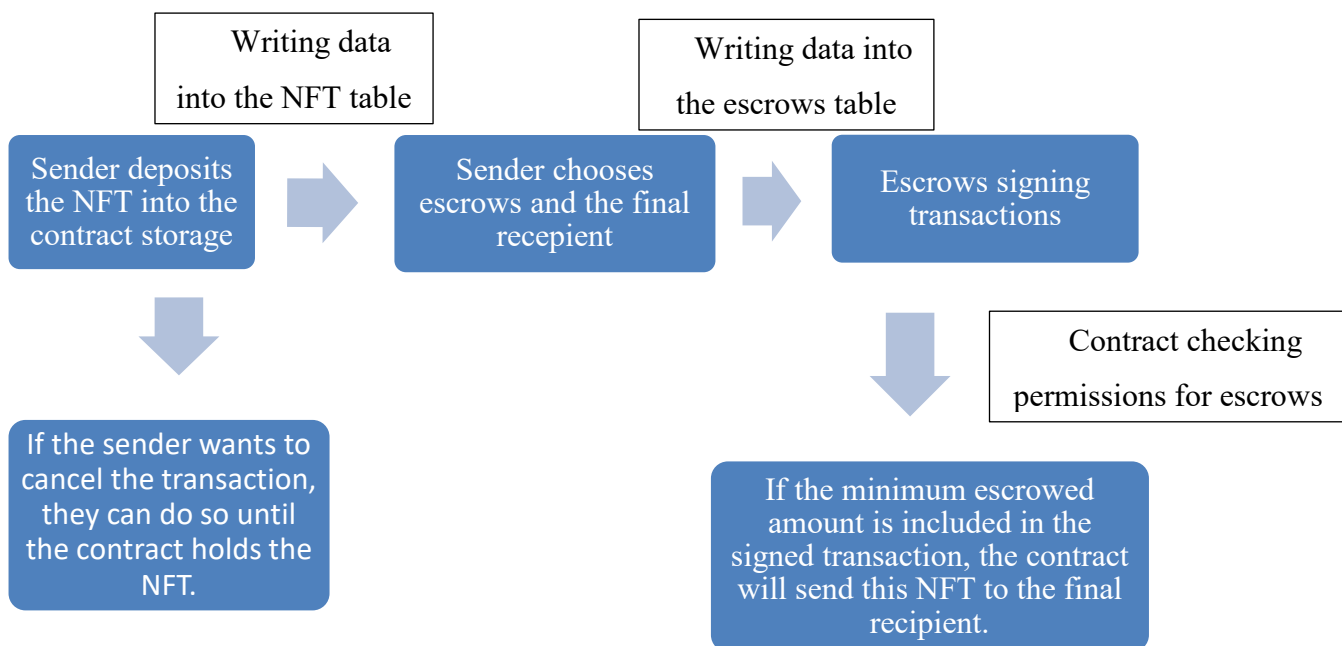 Writing data
into the NFT table
Writing data into
the escrows table
Sender deposits
the NFT into the
contract storage
Sender chooses
escrows and the final
recepient
Escrows signing
transactions
Contract checking
permissions for escrows
If the sender wants to
cancel the transaction,
they can do so until
the contract holds the
NFT.
If the minimum escrowed
amount is included in the
signed transaction, the contract
will send this NFT to the final
recipient.